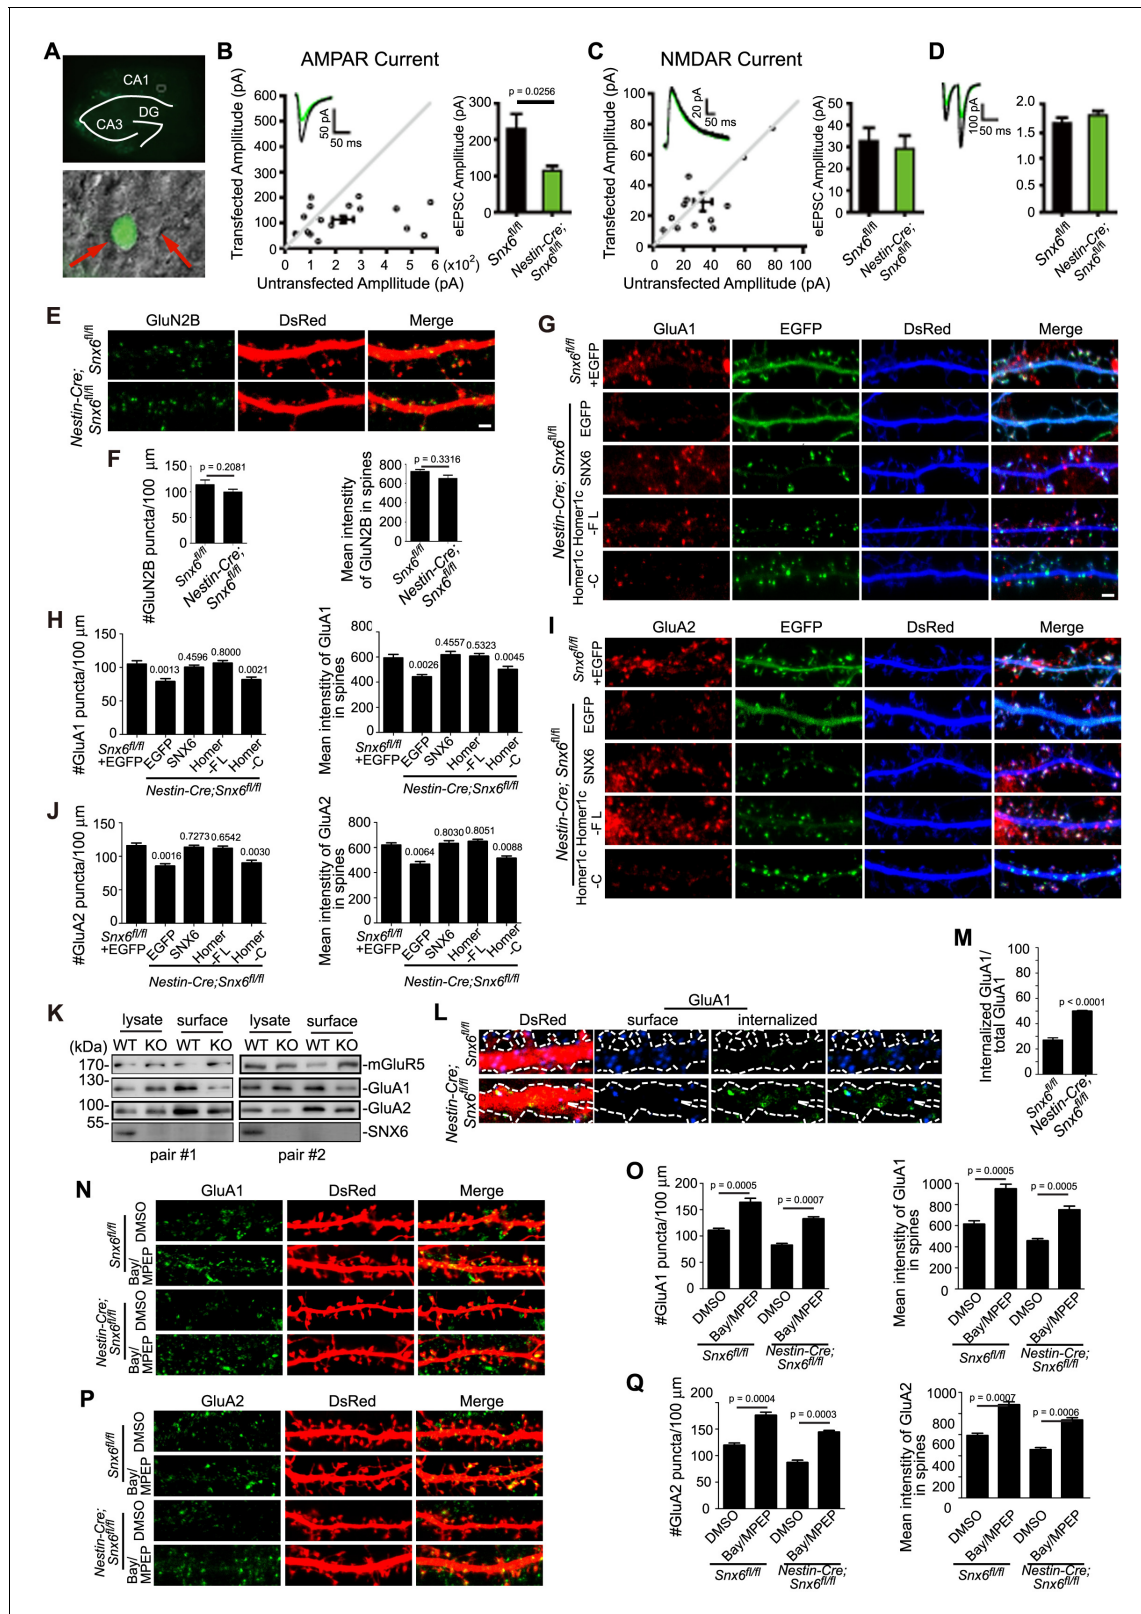 A
CA1
CA3
DG
B
AMPAR Current
Transfected Ampllitude (pA)
600
500
400
300
200
100
0
50 pA
50 ms
0 1 2 3 4 5 6 (x10²)
Untransfected Ampllitude (pA)
p = 0.0256
eEPSC Ampllitude (pA)
300
200
100
0
Snx6fl/fl
Nestin-Cre;
Snx6fl/fl
C
NMDAR Current
Transfected Ampllitude (pA)
100
80
60
40
20
0
20 pA
50 ms
0 20 40 60 80 100
Untransfected Ampllitude (pA)
eEPSC Ampllitude (pA)
50
40
30
20
10
0
Snx6fl/fl
Nestin-Cre;
Snx6fl/fl
D
100 pA
50 ms
2.0
1.5
1.0
0.5
0
Snx6fl/fl
Nestin-Cre;
Snx6fl/fl
E
GluN2B DsRed Merge
Snx6fl/fl
Nestin-Cre;
Snx6fl/fl
F
#GluN2B puncta/100 µm
150
100
50
0
p = 0.2081
Snx6fl/fl
Nestin-Cre;
Snx6fl/fl
Mean intensity
of GluN2B in spines
800
600
400
200
0
p = 0.3316
Snx6fl/fl
Nestin-Cre;
Snx6fl/fl
G
GluA1 EGFP DsRed Merge
Snx6fl/fl
+EGFP
Nestin-Cre; Snx6fl/fl
EGFP
SNX6
Homer1c
-F L
Homer1c
-C
H
#GluA1 puncta/100 µm
150
100
50
0
0.0013 0.4596 0.8000 0.0021
Snx6fl/fl
+EGFP
EGFP
SNX6
Homer
-FL
Homer
-C
Nestin-Cre;Snx6fl/fl
Mean intenstity of GluA1
in spines
800
600
400
200
0
0.0026 0.4557 0.5323 0.0045
Snx6fl/fl
+EGFP
EGFP
SNX6
Homer
-FL
Homer
-C
Nestin-Cre;Snx6fl/fl
I
GluA2 EGFP DsRed Merge
Snx6fl/fl
+EGFP
Nestin-Cre; Snx6fl/fl
EGFP
SNX6
Homer1c
-F L
Homer1c
-C
J
#GluA2 puncta/100 µm
150
100
50
0
0.0016 0.7273 0.6542 0.0030
Snx6fl/fl
+EGFP
EGFP
SNX6
Homer
-FL
Homer
-C
Nestin-Cre;Snx6fl/fl
Mean intensity of GluA2
in spines
800
600
400
200
0
0.0064 0.8030 0.8051 0.0088
Snx6fl/fl
+EGFP
EGFP
SNX6
Homer
-FL
Homer
-C
Nestin-Cre;Snx6fl/fl
K
lysate surface lysate surface
(kDa) WT KO WT KO WT KO WT KO
170-
130-
100-
55-
-mGluR5
-GluA1
-GluA2
-SNX6
pair #1 pair #2
L
GluA1
DsRed surface internalized
Snx6fl/fl
Nestin-Cre;
Snx6fl/fl
M
Internalized GluA1/
total GluA1
100
80
60
40
20
0
p < 0.0001
Snx6fl/fl
Nestin-Cre;
Snx6fl/fl
N
GluA1 DsRed Merge
Snx6fl/fl
DMSO
Bay/
MPEP
Nestin-Cre;
Snx6fl/fl
DMSO
Bay/
MPEP
O
#GluA1 puncta/100 µm
200
150
100
50
0
p = 0.0005
p = 0.0007
DMSO
Bay/MPEP
DMSO
Bay/MPEP
Snx6fl/fl
Nestin-Cre;
Snx6fl/fl
Mean intensity of GluA1
in spines
1000
800
600
400
200
0
p = 0.0005
p = 0.0005
DMSO
Bay/MPEP
DMSO
Bay/MPEP
Snx6fl/fl
Nestin-Cre;
Snx6fl/fl
P
GluA2 DsRed Merge
Snx6fl/fl
DMSO
Bay/
MPEP
Nestin-Cre;
Snx6fl/fl
DMSO
Bay/
MPEP
Q
#GluA2 puncta/100 µm
200
150
100
50
0
p = 0.0004
p = 0.0003
DMSO
Bay/MPEP
DMSO
Bay/MPEP
Snx6fl/fl
Nestin-Cre;
Snx6fl/fl
Mean intensity of GluA2
in spines
1000
800
600
400
200
0
p = 0.0007
p = 0.0006
DMSO
Bay/MPEP
DMSO
Bay/MPEP
Snx6fl/fl
Nestin-Cre;
Snx6fl/fl